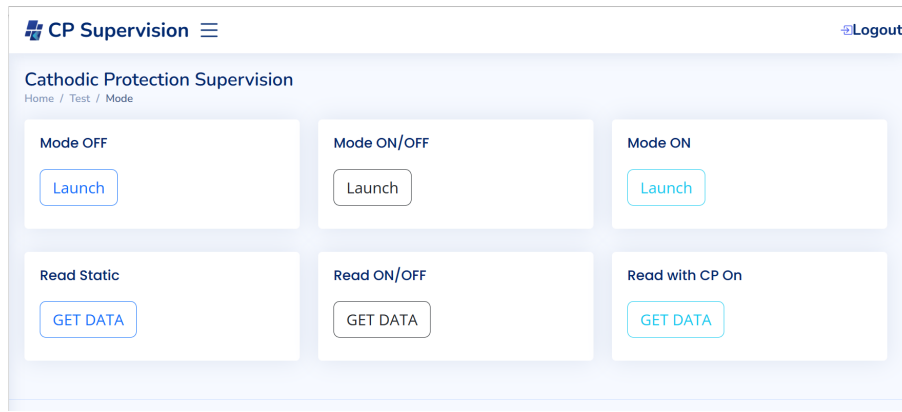 CP Supervision
Logout
Cathodic Protection Supervision
Home / Test / Mode
Mode OFF
Launch
Mode ON/OFF
Launch
Mode ON
Launch
Read Static
GET DATA
Read ON/OFF
GET DATA
Read with CP On
GET DATA